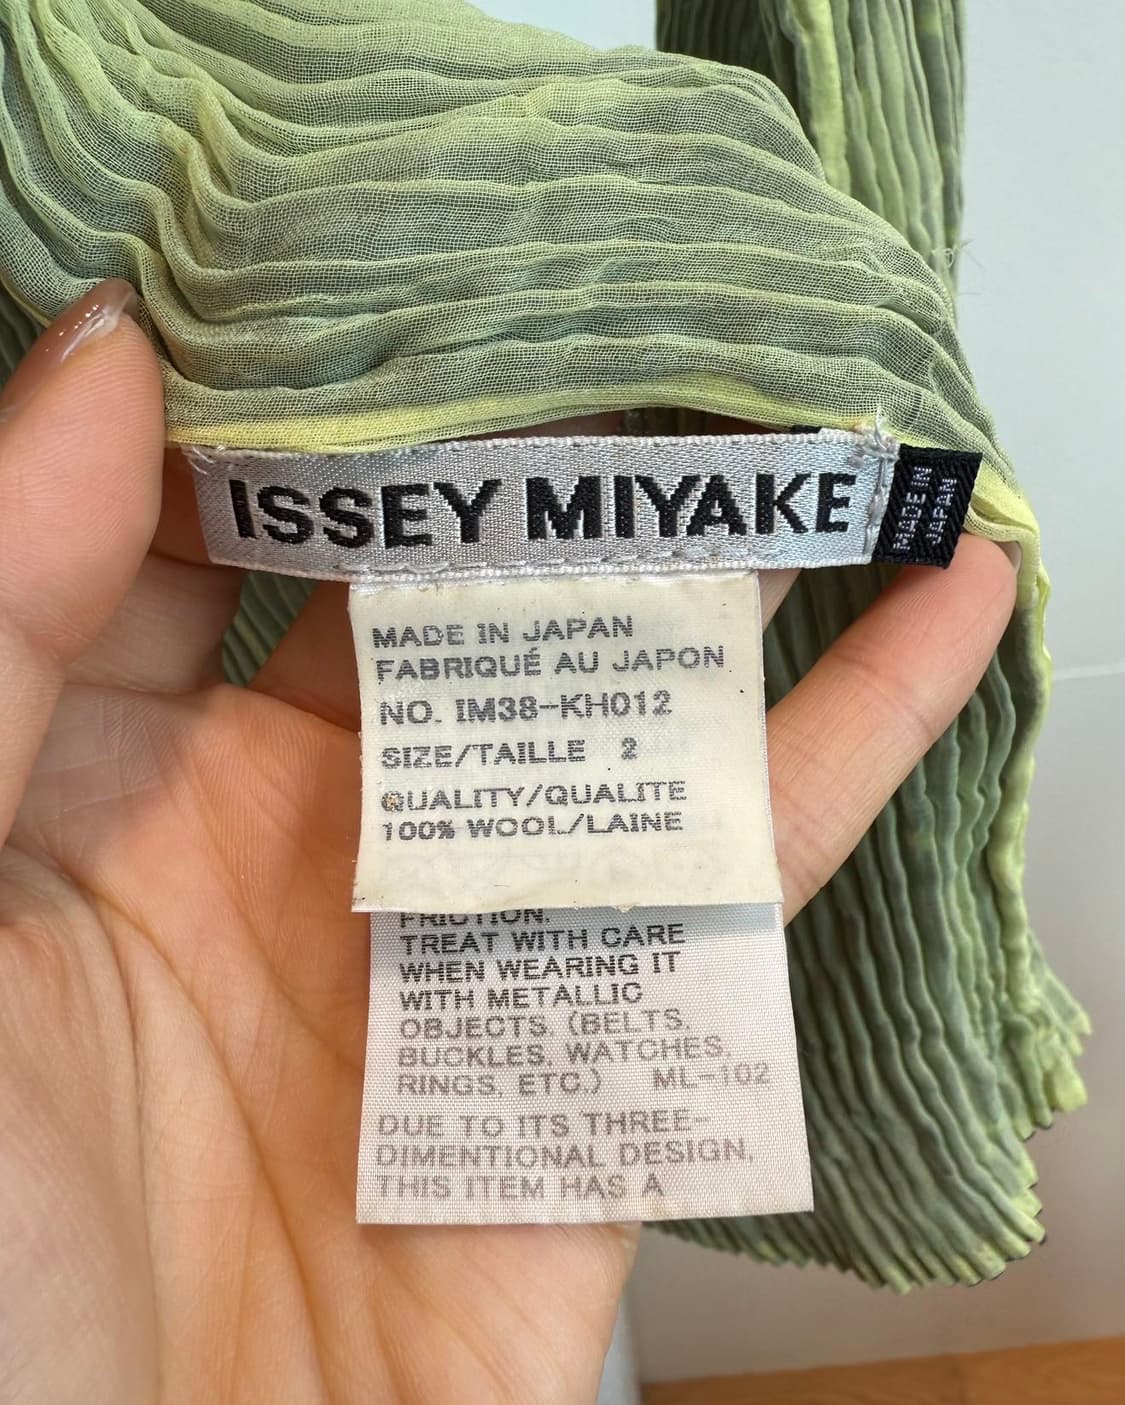 ISSEY MIYAKE
MADE IN
JAPAN
MADE IN JAPAN
FABRIQUÉ AU JAPON
NO. IM38-KH012
SIZE/TAILLE 2
QUALITY/QUALITE
100% WOOL/LAINE
FRICTION.
TREAT WITH CARE
WHEN WEARING IT
WITH METALLIC
OBJECTS. (BELTS.
BUCKLES, WATCHES.
RINGS, ETC.) ML-102
DUE TO ITS THREE-
DIMENTIONAL DESIGN,
THIS ITEM HAS A